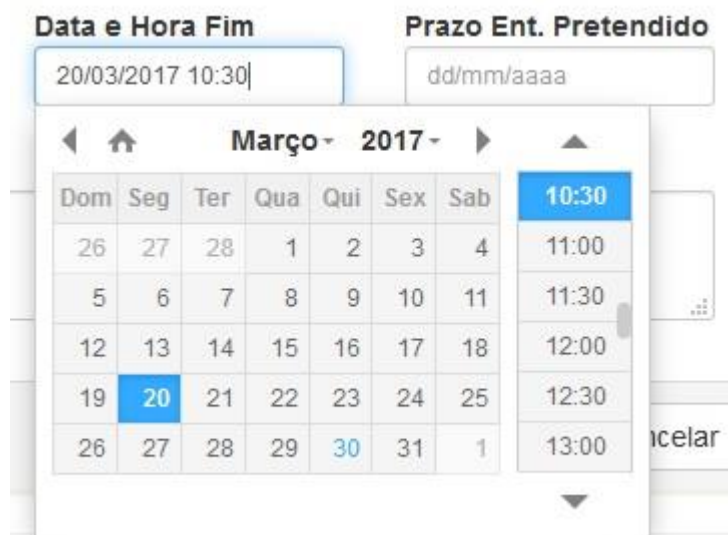 Data e Hora Fim Prazo Ent. Pretendido
20/03/2017 10:30 dd/mm/aaaa
Março 2017
Dom Seg Ter Qua Qui Sex Sab 10:30
26 27 28 1 2 3 4 11:00
5 6 7 8 9 10 11 11:30
12 13 14 15 16 17 18 12:00
19 20 21 22 23 24 25 12:30
26 27 28 29 30 31 1 13:00
ncelar